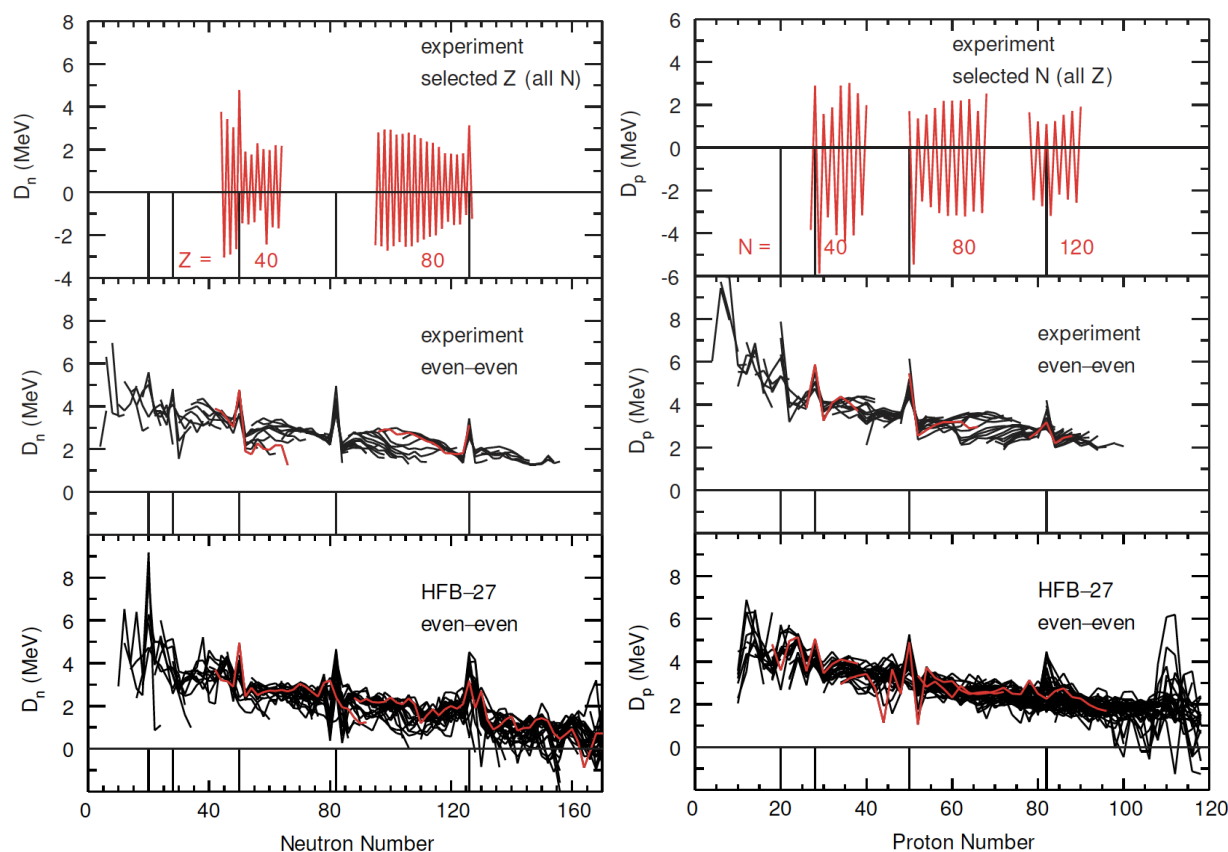 8
6
4
2
0
-2
-4
D_n (MeV)
experiment
selected Z (all N)
Z =
40
80
8
6
4
2
0
D_n (MeV)
experiment
even–even
8
6
4
2
0
D_n (MeV)
HFB–27
even–even
0
40
80
120
160
Neutron Number
6
4
2
0
-2
-4
-6
D_p (MeV)
experiment
selected N (all Z)
N =
40
80
120
8
6
4
2
0
D_p (MeV)
experiment
even–even
8
6
4
2
0
D_p (MeV)
HFB–27
even–even
0
20
40
60
80
100
120
Proton Number